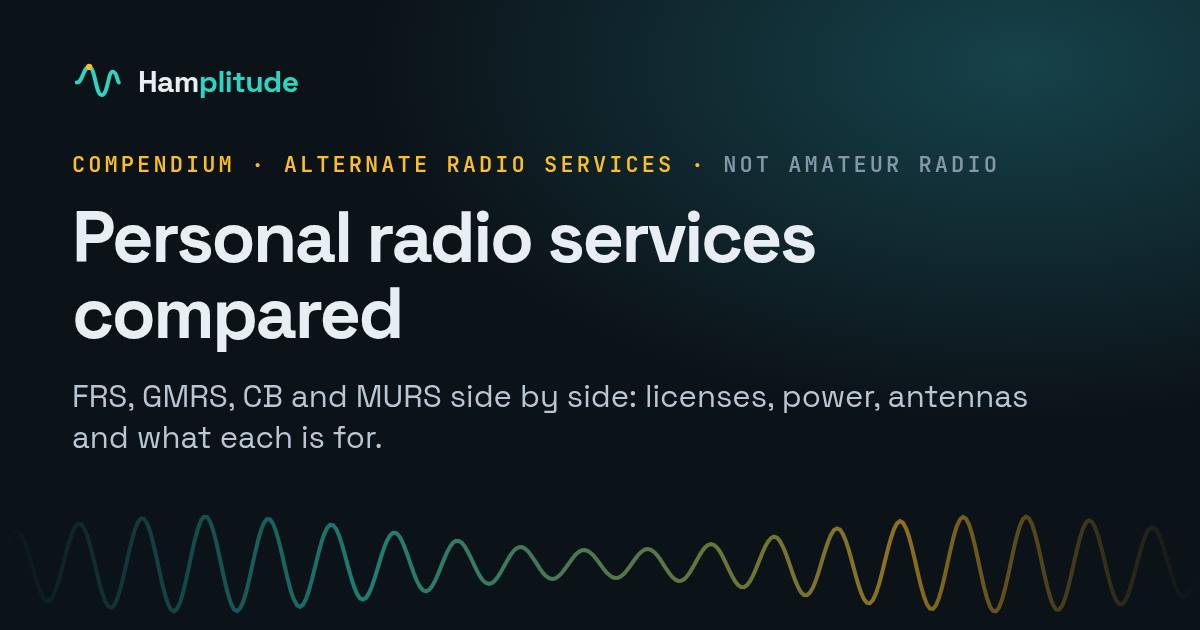 Hamplitude
COMPENDIUM · ALTERNATE RADIO SERVICES · NOT AMATEUR RADIO
Personal radio services
compared
FRS, GMRS, CB and MURS side by side: licenses, power, antennas
and what each is for.